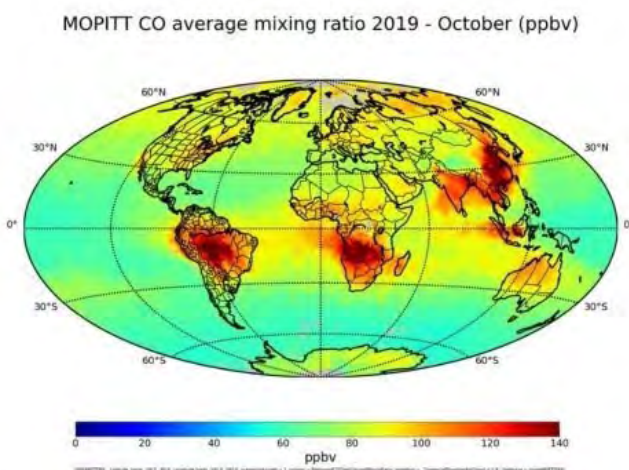 MOPITT CO average mixing ratio 2019 - October (ppbv)
60°N
60°N
30°N
30°N
0°
0°
30°S
30°S
60°S
60°S
0 20 40 60 80 100 120 140
ppbv